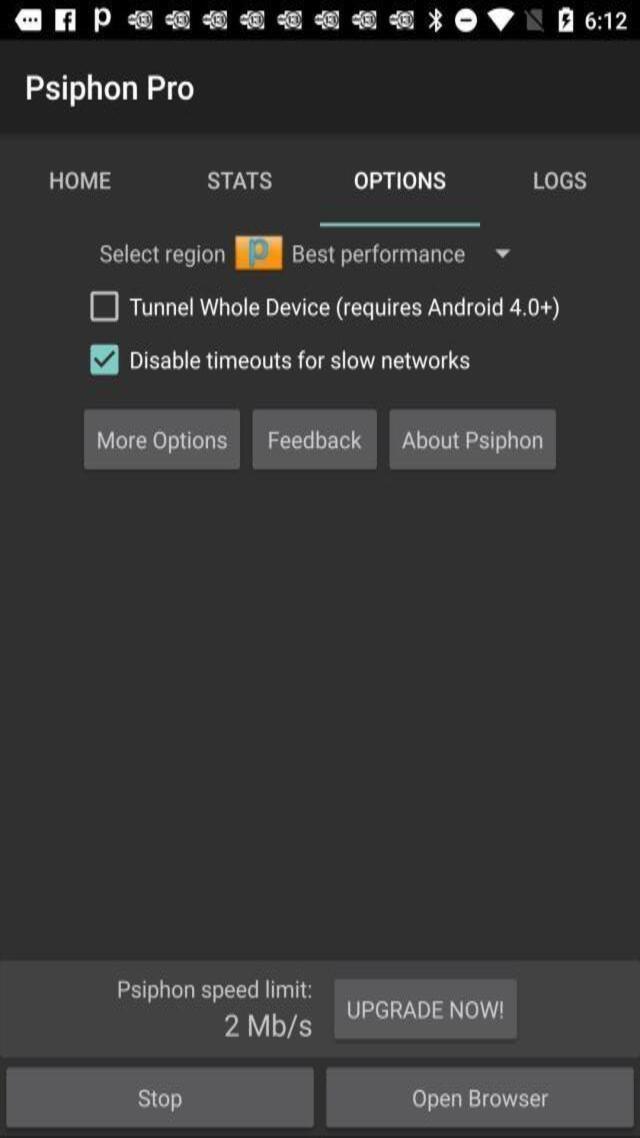 6:12
Psiphon Pro
HOME STATS OPTIONS LOGS
Select region Best performance
Tunnel Whole Device (requires Android 4.0+)
Disable timeouts for slow networks
More Options Feedback About Psiphon
Psiphon speed limit:
2 Mb/s
UPGRADE NOW!
Stop Open Browser